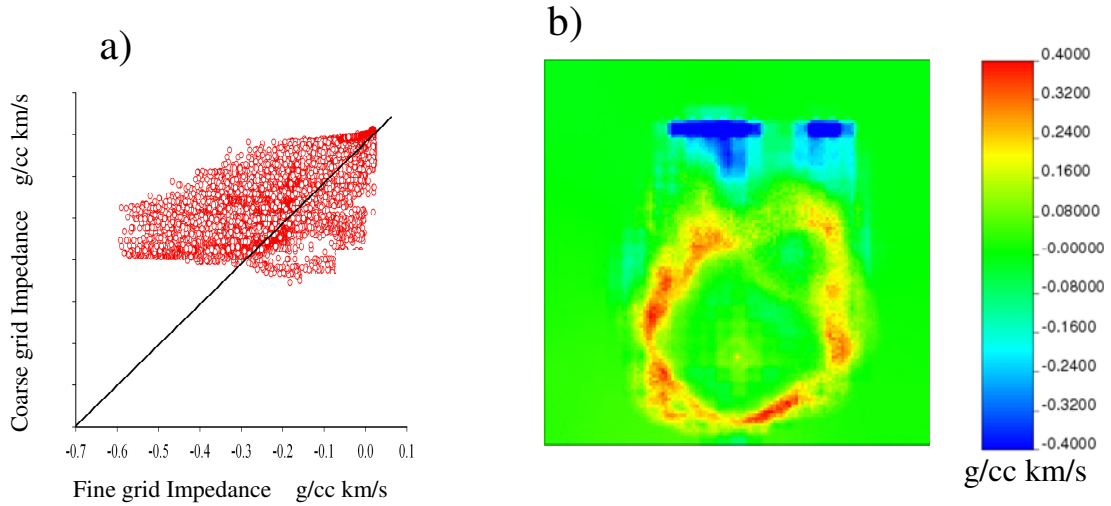 a)
Coarse grid Impedance g/cc km/s
-0.7 -0.6 -0.5 -0.4 -0.3 -0.2 -0.1 0.0 0.1
Fine grid Impedance g/cc km/s
b)
0.4000
0.3200
0.2400
0.1600
0.08000
-0.00000
-0.08000
-0.1600
-0.2400
-0.3200
-0.4000
g/cc km/s